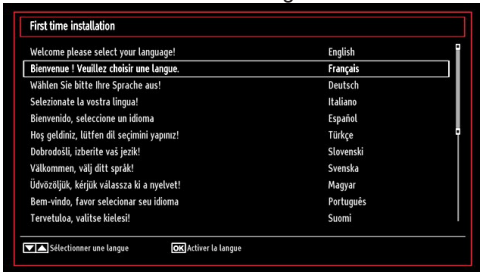 First time installation
Welcome please select your language! English
Bienvenue ! Veuillez choisir une langue. Français
Wählen Sie bitte Ihre Sprache aus! Deutsch
Selezionate la vostra lingua! Italiano
Bienvenido, seleccione un idioma Español
Hoş geldiniz, lütfen dil seçimini yapınız! Türkçe
Dobrodošli, izberite vaš jezik! Slovenski
Välkommen, välj ditt språk! Svenska
Üdvözöljük, kérjük válassza ki a nyelvet! Magyar
Bem-vindo, favor selecionar seu idioma Português
Tervetuloa, valitse kielesi! Suomi
Sélectionner une langue OK Activer la langue